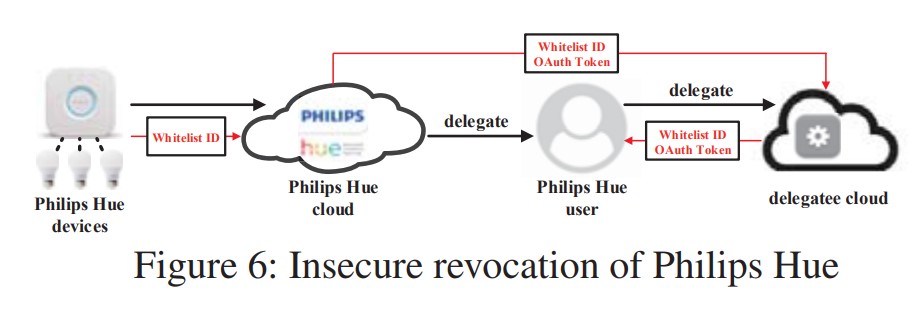 Whitelist ID
OAuth Token
delegate
PHILIPS
hue
Whitelist ID
delegate
Whitelist ID
OAuth Token
Philips Hue
devices
Philips Hue
cloud
Philips Hue
user
delegatee cloud
Figure 6: Insecure revocation of Philips Hue